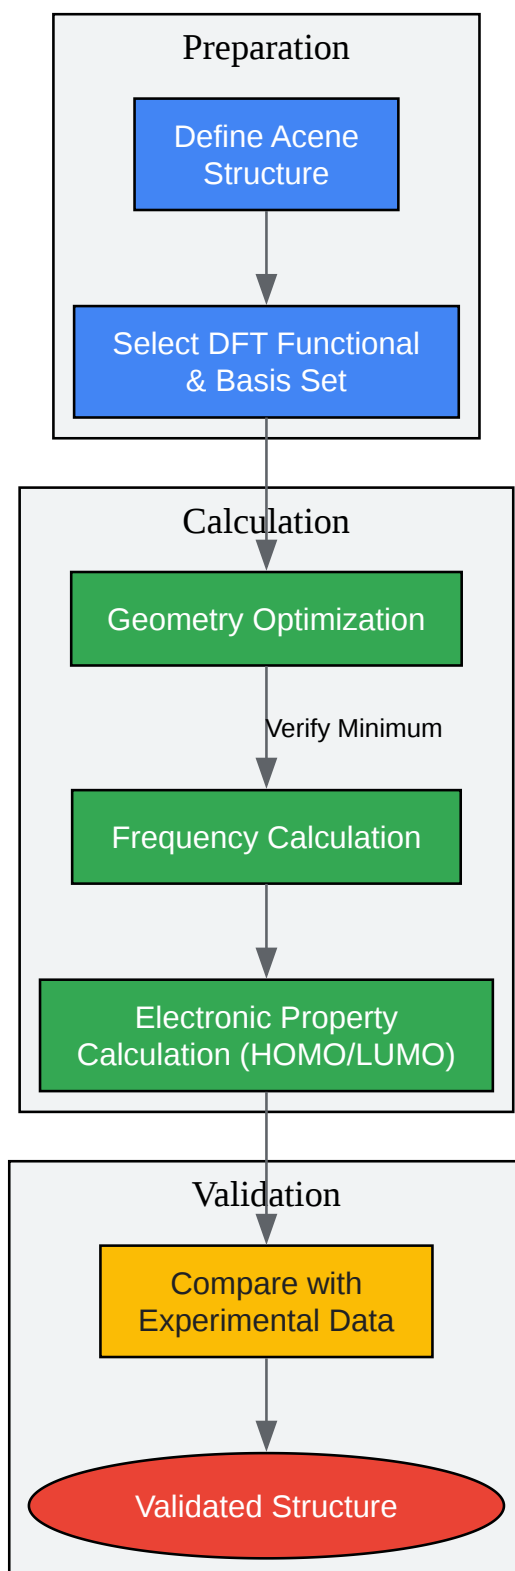 Preparation
Define Acene
Structure
Select DFT Functional
& Basis Set
Calculation
Geometry Optimization
Verify Minimum
Frequency Calculation
Electronic Property
Calculation (HOMO/LUMO)
Validation
Compare with
Experimental Data
Validated Structure